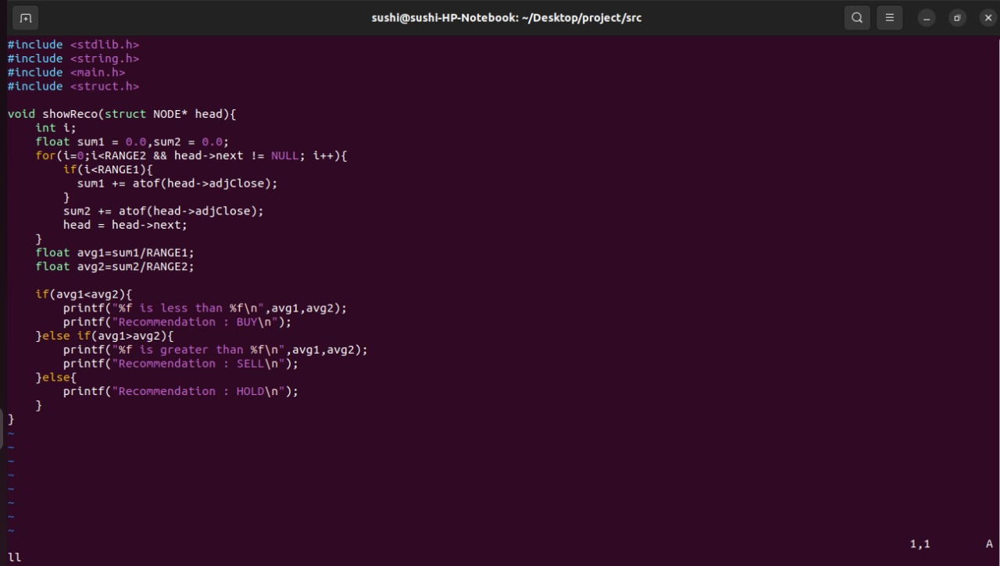 sushi@sushi-HP-Notebook: ~/Desktop/project/src
#include <stdlib.h>
#include <string.h>
#include <main.h>
#include <struct.h>

void showReco(struct NODE* head){
    int i;
    float sum1 = 0.0,sum2 = 0.0;
    for(i=0;i<RANGE2 && head->next != NULL; i++){
        if(i<RANGE1){
          sum1 += atof(head->adjClose);
        }
        sum2 += atof(head->adjClose);
        head = head->next;
    }
    float avg1=sum1/RANGE1;
    float avg2=sum2/RANGE2;

    if(avg1<avg2){
        printf("%f is less than %f\n",avg1,avg2);
        printf("Recommendation : BUY\n");
    }else if(avg1>avg2){
        printf("%f is greater than %f\n",avg1,avg2);
        printf("Recommendation : SELL\n");
    }else{
        printf("Recommendation : HOLD\n");
    }
}
~
~
~
~
~
~
~
~
1,1 A
ll